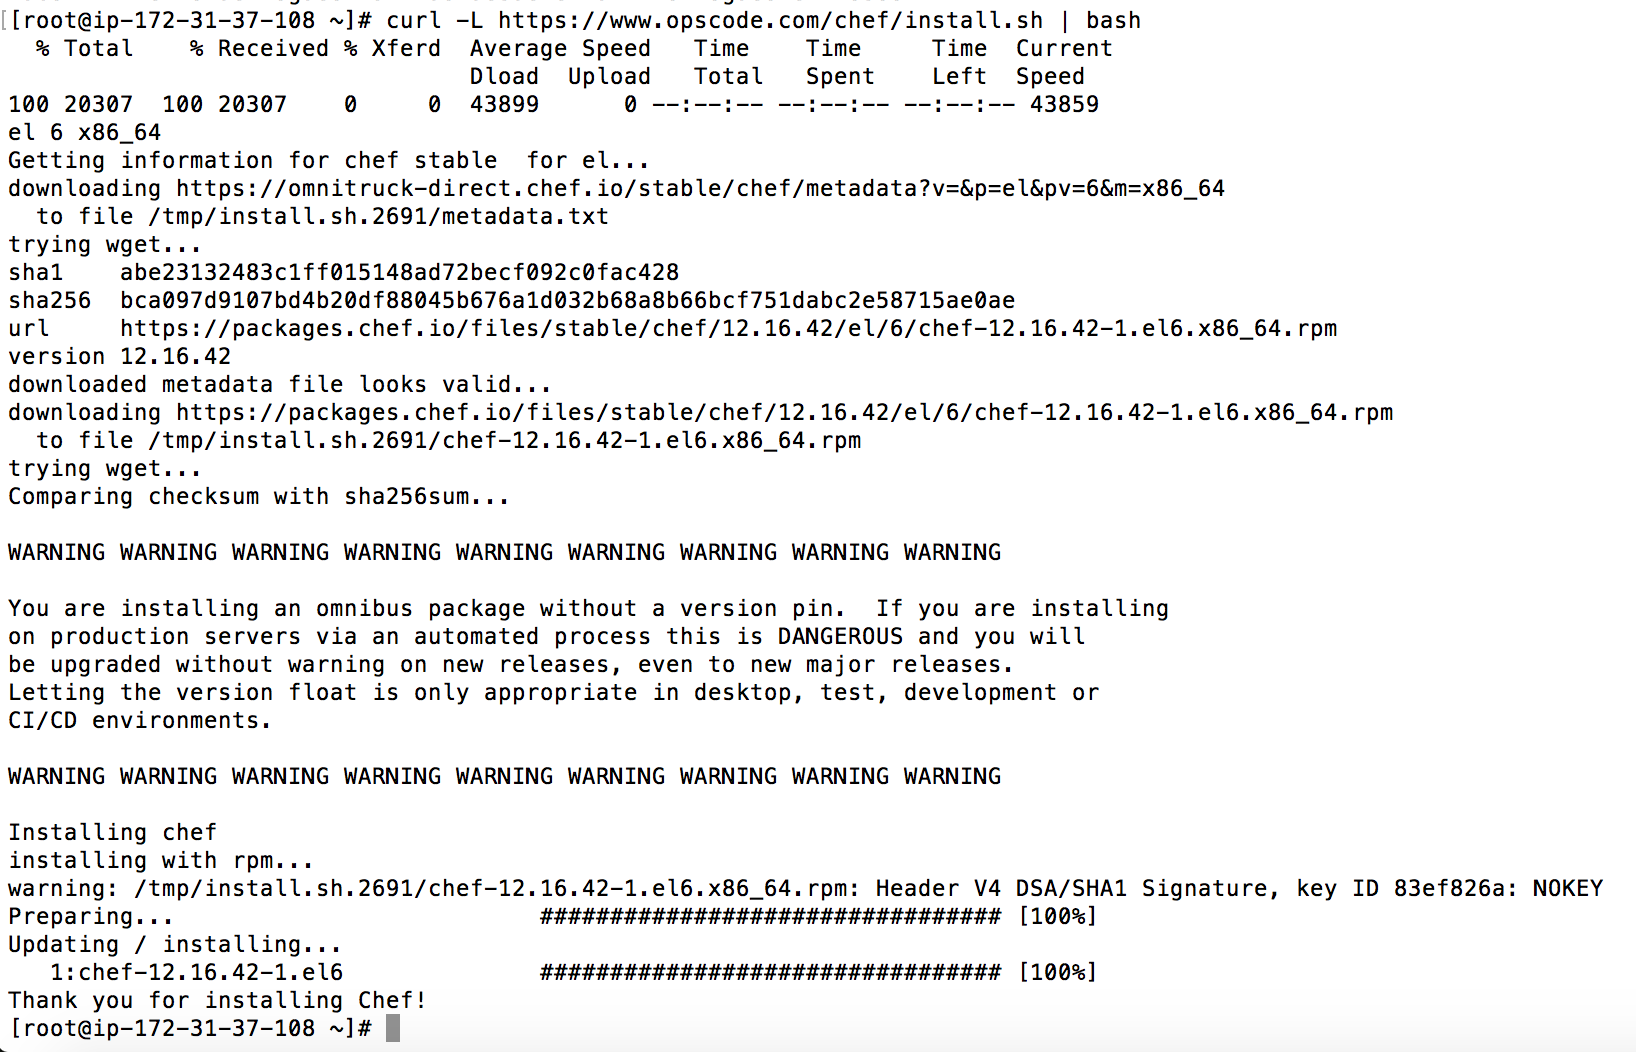 [[root@ip-172-31-37-108 ~]# curl -L https://www.opscode.com/chef/install.sh | bash
  % Total    % Received % Xferd  Average Speed   Time    Time     Time  Current
                                 Dload  Upload   Total   Spent    Left  Speed
100 20307  100 20307    0     0  43899      0 --:--:-- --:--:-- --:--:-- 43859
el 6 x86_64
Getting information for chef stable  for el...
downloading https://omnitruck-direct.chef.io/stable/chef/metadata?v=&p=el&pv=6&m=x86_64
  to file /tmp/install.sh.2691/metadata.txt
trying wget...
sha1    abe23132483c1ff015148ad72becf092c0fac428
sha256  bca097d9107bd4b20df88045b676a1d032b68a8b66bcf751dabc2e58715ae0ae
url     https://packages.chef.io/files/stable/chef/12.16.42/el/6/chef-12.16.42-1.el6.x86_64.rpm
version 12.16.42
downloaded metadata file looks valid...
downloading https://packages.chef.io/files/stable/chef/12.16.42/el/6/chef-12.16.42-1.el6.x86_64.rpm
  to file /tmp/install.sh.2691/chef-12.16.42-1.el6.x86_64.rpm
trying wget...
Comparing checksum with sha256sum...

WARNING WARNING WARNING WARNING WARNING WARNING WARNING WARNING WARNING

You are installing an omnibus package without a version pin.  If you are installing
on production servers via an automated process this is DANGEROUS and you will
be upgraded without warning on new releases, even to new major releases.
Letting the version float is only appropriate in desktop, test, development or
CI/CD environments.

WARNING WARNING WARNING WARNING WARNING WARNING WARNING WARNING WARNING

Installing chef
installing with rpm...
warning: /tmp/install.sh.2691/chef-12.16.42-1.el6.x86_64.rpm: Header V4 DSA/SHA1 Signature, key ID 83ef826a: NOKEY
Preparing...                          ################################# [100%]
Updating / installing...
   1:chef-12.16.42-1.el6              ################################# [100%]
Thank you for installing Chef!
[root@ip-172-31-37-108 ~]#